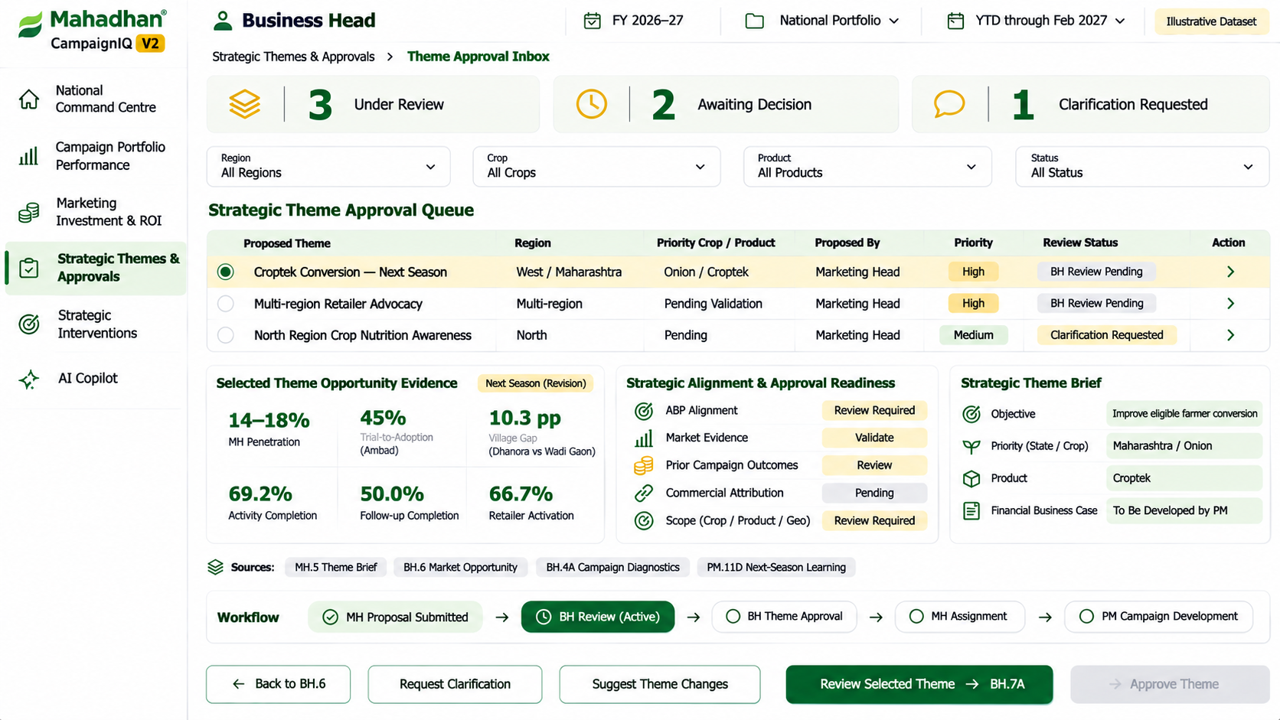 Mahadhan®
CampaignIQ V2
Business Head
FY 2026–27
National Portfolio
YTD through Feb 2027
Illustrative Dataset
National
Command Centre
Campaign Portfolio
Performance
Marketing
Investment & ROI
Strategic Themes &
Approvals
Strategic
Interventions
AI Copilot
Strategic Themes & Approvals > Theme Approval Inbox
3 Under Review
2 Awaiting Decision
1 Clarification Requested
Region
All Regions
Crop
All Crops
Product
All Products
Status
All Status
Strategic Theme Approval Queue
Proposed Theme Region Priority Crop / Product Proposed By Priority Review Status Action
Croptek Conversion — Next Season West / Maharashtra Onion / Croptek Marketing Head High BH Review Pending
Multi-region Retailer Advocacy Multi-region Pending Validation Marketing Head High BH Review Pending
North Region Crop Nutrition Awareness North Pending Marketing Head Medium Clarification Requested
Selected Theme Opportunity Evidence Next Season (Revision)
14–18%
MH Penetration
45%
Trial-to-Adoption
(Ambad)
10.3 pp
Village Gap
(Dhanora vs Wadi Gaon)
69.2%
Activity Completion
50.0%
Follow-up Completion
66.7%
Retailer Activation
Strategic Alignment & Approval Readiness
ABP Alignment Review Required
Market Evidence Validate
Prior Campaign Outcomes Review
Commercial Attribution Pending
Scope (Crop / Product / Geo) Review Required
Strategic Theme Brief
Objective Improve eligible farmer conversion
Priority (State / Crop) Maharashtra / Onion
Product Croptek
Financial Business Case To Be Developed by PM
Sources: MH.5 Theme Brief BH.6 Market Opportunity BH.4A Campaign Diagnostics PM.11D Next-Season Learning
Workflow MH Proposal Submitted → BH Review (Active) → BH Theme Approval → MH Assignment → PM Campaign Development
← Back to BH.6
Request Clarification
Suggest Theme Changes
Review Selected Theme → BH.7A
→ Approve Theme